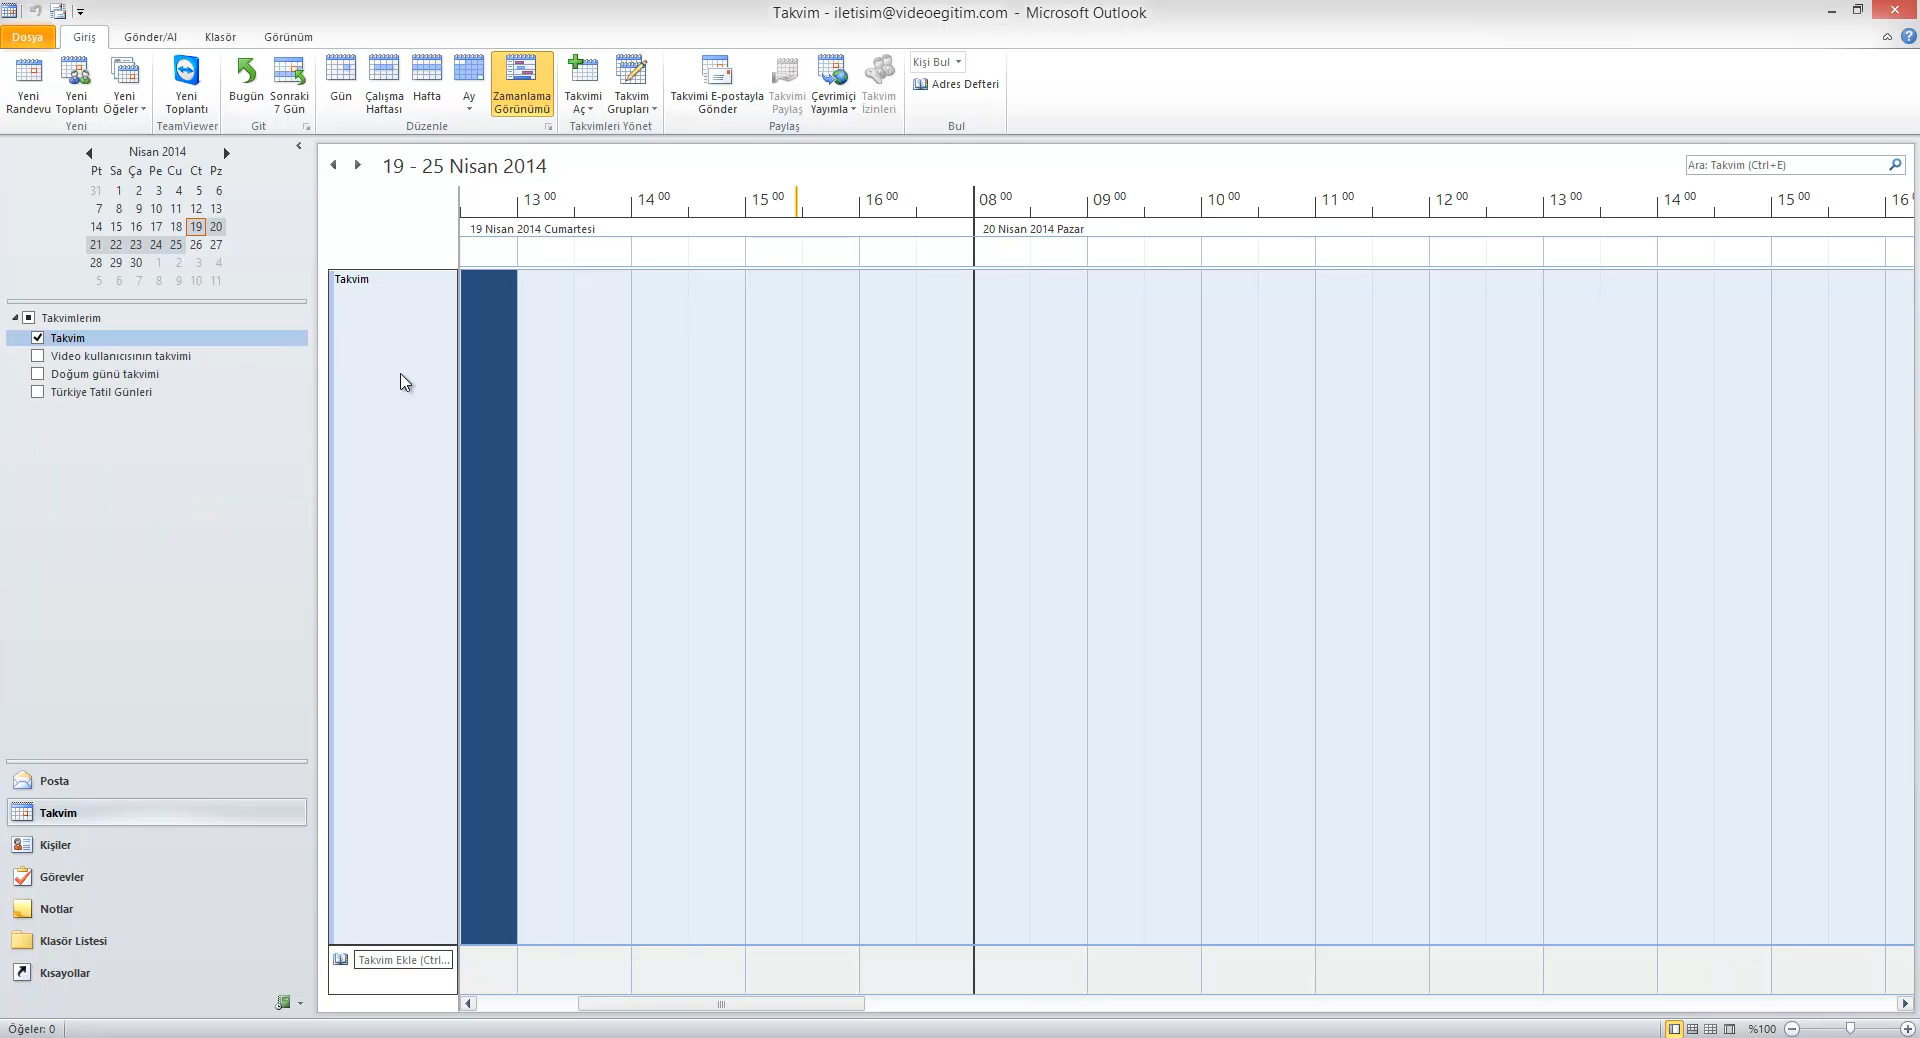 Takvim - iletisim@videoegitim.com - Microsoft Outlook
Dosya Giriş Gönder/Al Klasör Görünüm
Yeni Randevu
Yeni Toplantı
Yeni Öğeler
Yeni
Yeni Toplantı
TeamViewer
Bugün
Sonraki 7 Gün
Git
Gün
Çalışma Haftası
Hafta
Ay
Zamanlama Görünümü
Düzenle
Takvimi Aç
Takvim Grupları
Takvimleri Yönet
Takvimi E-postayla Gönder
Takvimi Paylaş
Çevrimiçi Yayımla
Takvim İzinleri
Paylaş
Kişi Bul
Adres Defteri
Bul
Nisan 2014
Pt Sa Ça Pe Cu Ct Pz
31 1 2 3 4 5 6
7 8 9 10 11 12 13
14 15 16 17 18 19 20
21 22 23 24 25 26 27
28 29 30 1 2 3 4
5 6 7 8 9 10 11
Takvimlerim
Takvim
Video kullanıcısının takvimi
Doğum günü takvimi
Türkiye Tatil Günleri
Posta
Takvim
Kişiler
Görevler
Notlar
Klasör Listesi
Kısayollar
19 - 25 Nisan 2014
Ara: Takvim (Ctrl+E)
13 00 14 00 15 00 16 00 08 00 09 00 10 00 11 00 12 00 13 00 14 00 15 00 16
19 Nisan 2014 Cumartesi 20 Nisan 2014 Pazar
Takvim
Takvim Ekle (Ctrl...
Öğeler: 0
%100